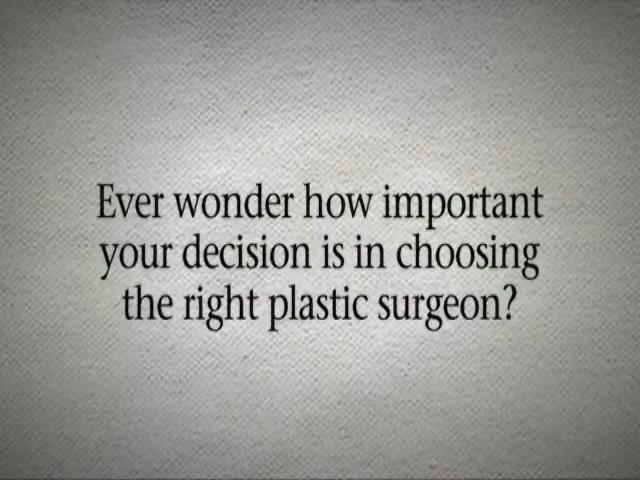 Ever wonder how important
your decision is in choosing
the right plastic surgeon?